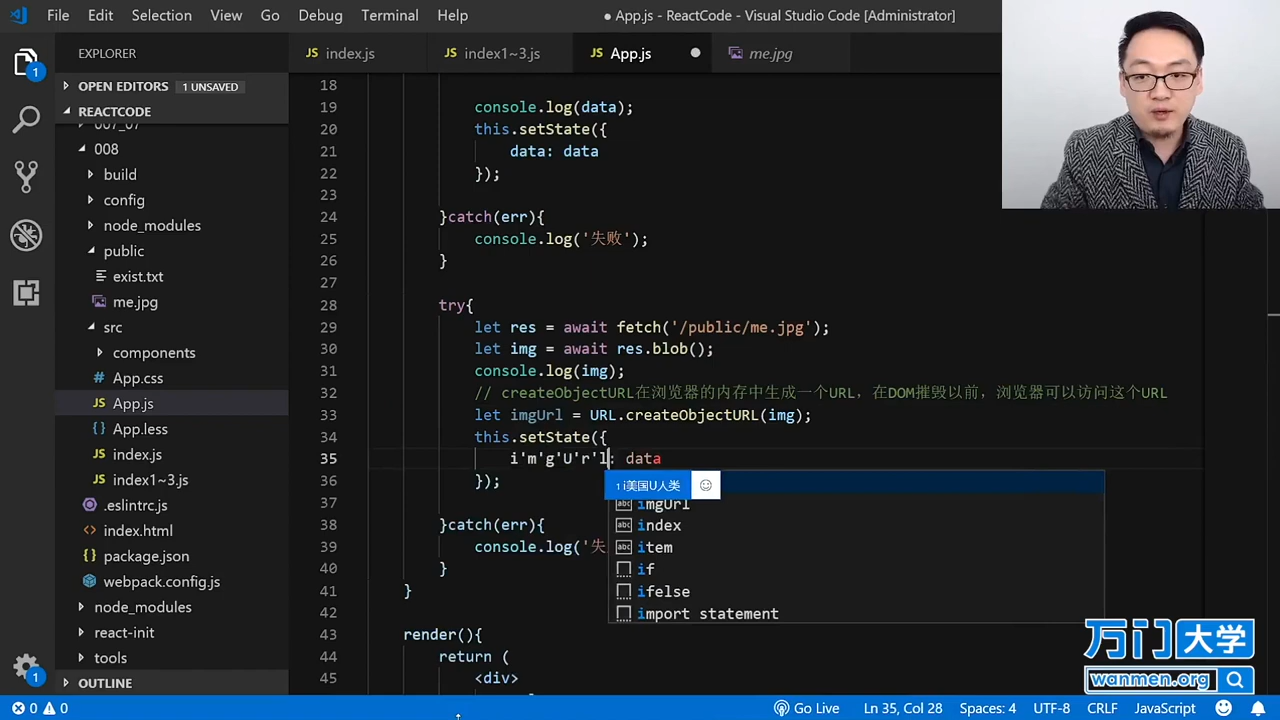 File Edit Selection View Go Debug Terminal Help
● App.js - ReactCode - Visual Studio Code [Administrator]
EXPLORER
JS index.js
JS index1~3.js
JS App.js
me.jpg
1
OPEN EDITORS 1 UNSAVED
REACTCODE
008
build
config
node_modules
public
exist.txt
me.jpg
src
components
# App.css
JS App.js
{} App.less
JS index.js
JS index1~3.js
.eslintrc.js
<> index.html
package.json
webpack.config.js
node_modules
react-init
tools
OUTLINE
1
18
19 console.log(data);
20 this.setState({
21 data: data
22 });
23
24 }catch(err){
25 console.log('失败');
26 }
27
28 try{
29 let res = await fetch('/public/me.jpg');
30 let img = await res.blob();
31 console.log(img);
32 // createObjectURL在浏览器的内存中生成一个URL，在DOM摧毁以前，浏览器可以访问这个URL
33 let imgUrl = URL.createObjectURL(img);
34 this.setState({
35 i'm'g'U'r'l: data
36 });
37
38 }catch(err){
39 console.log('失
40 }
41 }
42
43 render(){
44 return (
45 <div>
1 i美国U人类
abc imgUrl
abc index
abc item
if
ifelse
import statement
万门大学
wanmen.org
0 0
Go Live Ln 35, Col 28 Spaces: 4 UTF-8 CRLF JavaScript